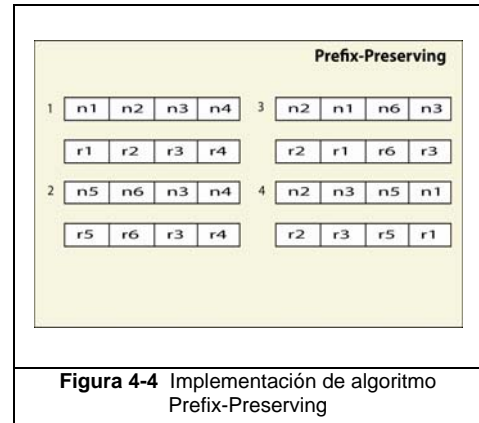 Prefix-Preserving
1 n1 n2 n3 n4 3 n2 n1 n6 n3
r1 r2 r3 r4 r2 r1 r6 r3
2 n5 n6 n3 n4 4 n2 n3 n5 n1
r5 r6 r3 r4 r2 r3 r5 r1
Figura 4-4 Implementación de algoritmo
Prefix-Preserving